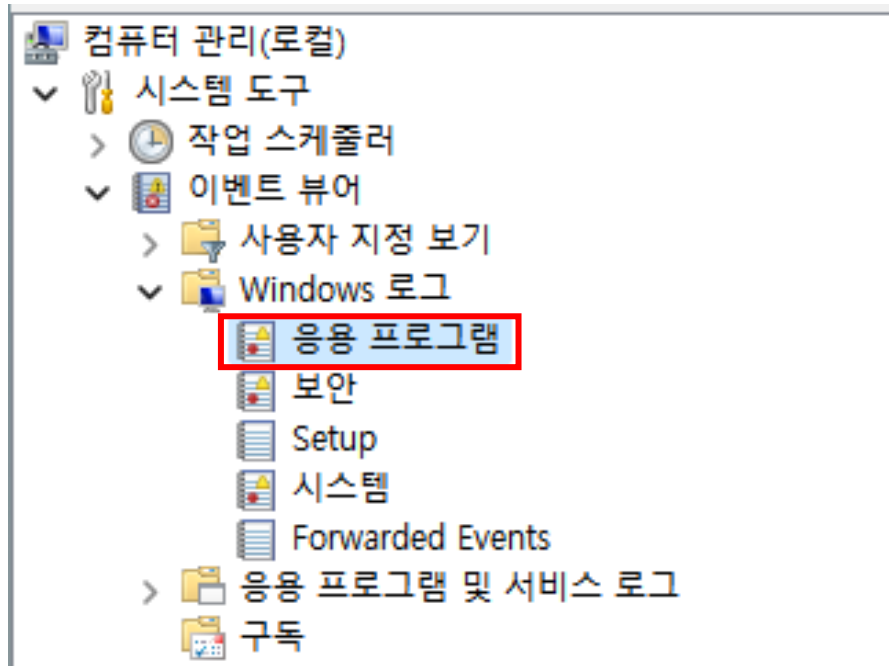 컴퓨터 관리(로컬)
시스템 도구
작업 스케줄러
이벤트 뷰어
사용자 지정 보기
Windows 로그
응용 프로그램
보안
Setup
시스템
Forwarded Events
응용 프로그램 및 서비스 로그
구독